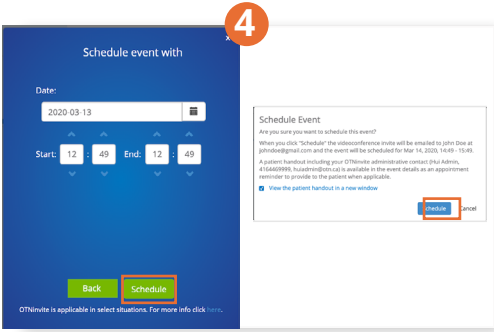 4
x
Schedule event with
Date:
2020-03-13
Start: 12 : 49 End: 12 : 49
Back Schedule
OTNinvite is applicable in select situations. For more info click here.
Schedule Event
Are you sure you want to schedule this event?
When you click "Schedule" the videoconference invite will be emailed to John Doe at
johndoe@gmail.com and the event will be scheduled for Mar 14, 2020, 14:49 - 15:49.
A patient handout including your OTNinvite administrative contact (Hui Admin,
4164469999, huiadmin@otn.ca) is available in the event details as an appointment
reminder to provide to the patient when applicable.
View the patient handout in a new window
Schedule Cancel